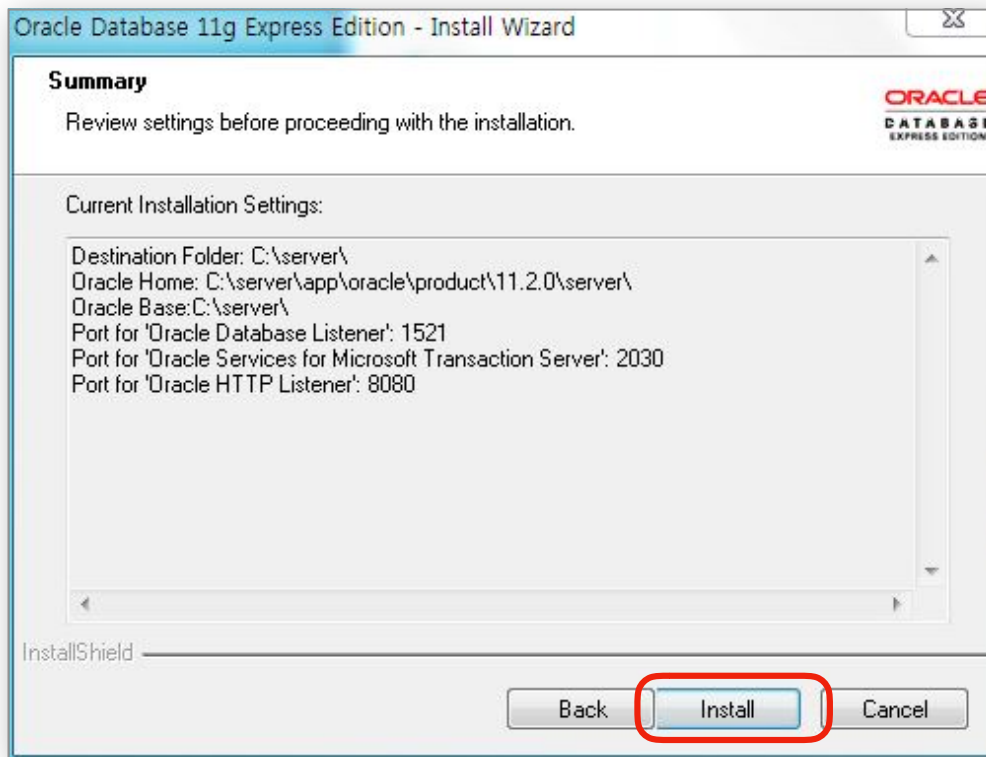 Oracle Database 11g Express Edition - Install Wizard
Summary
Review settings before proceeding with the installation.
ORACLE
DATABASE
EXPRESS EDITION
Current Installation Settings:
Destination Folder: C:\server\
Oracle Home: C:\server\app\oracle\product\11.2.0\server\
Oracle Base:C:\server\
Port for 'Oracle Database Listener': 1521
Port for 'Oracle Services for Microsoft Transaction Server': 2030
Port for 'Oracle HTTP Listener': 8080
InstallShield
Back
Install
Cancel